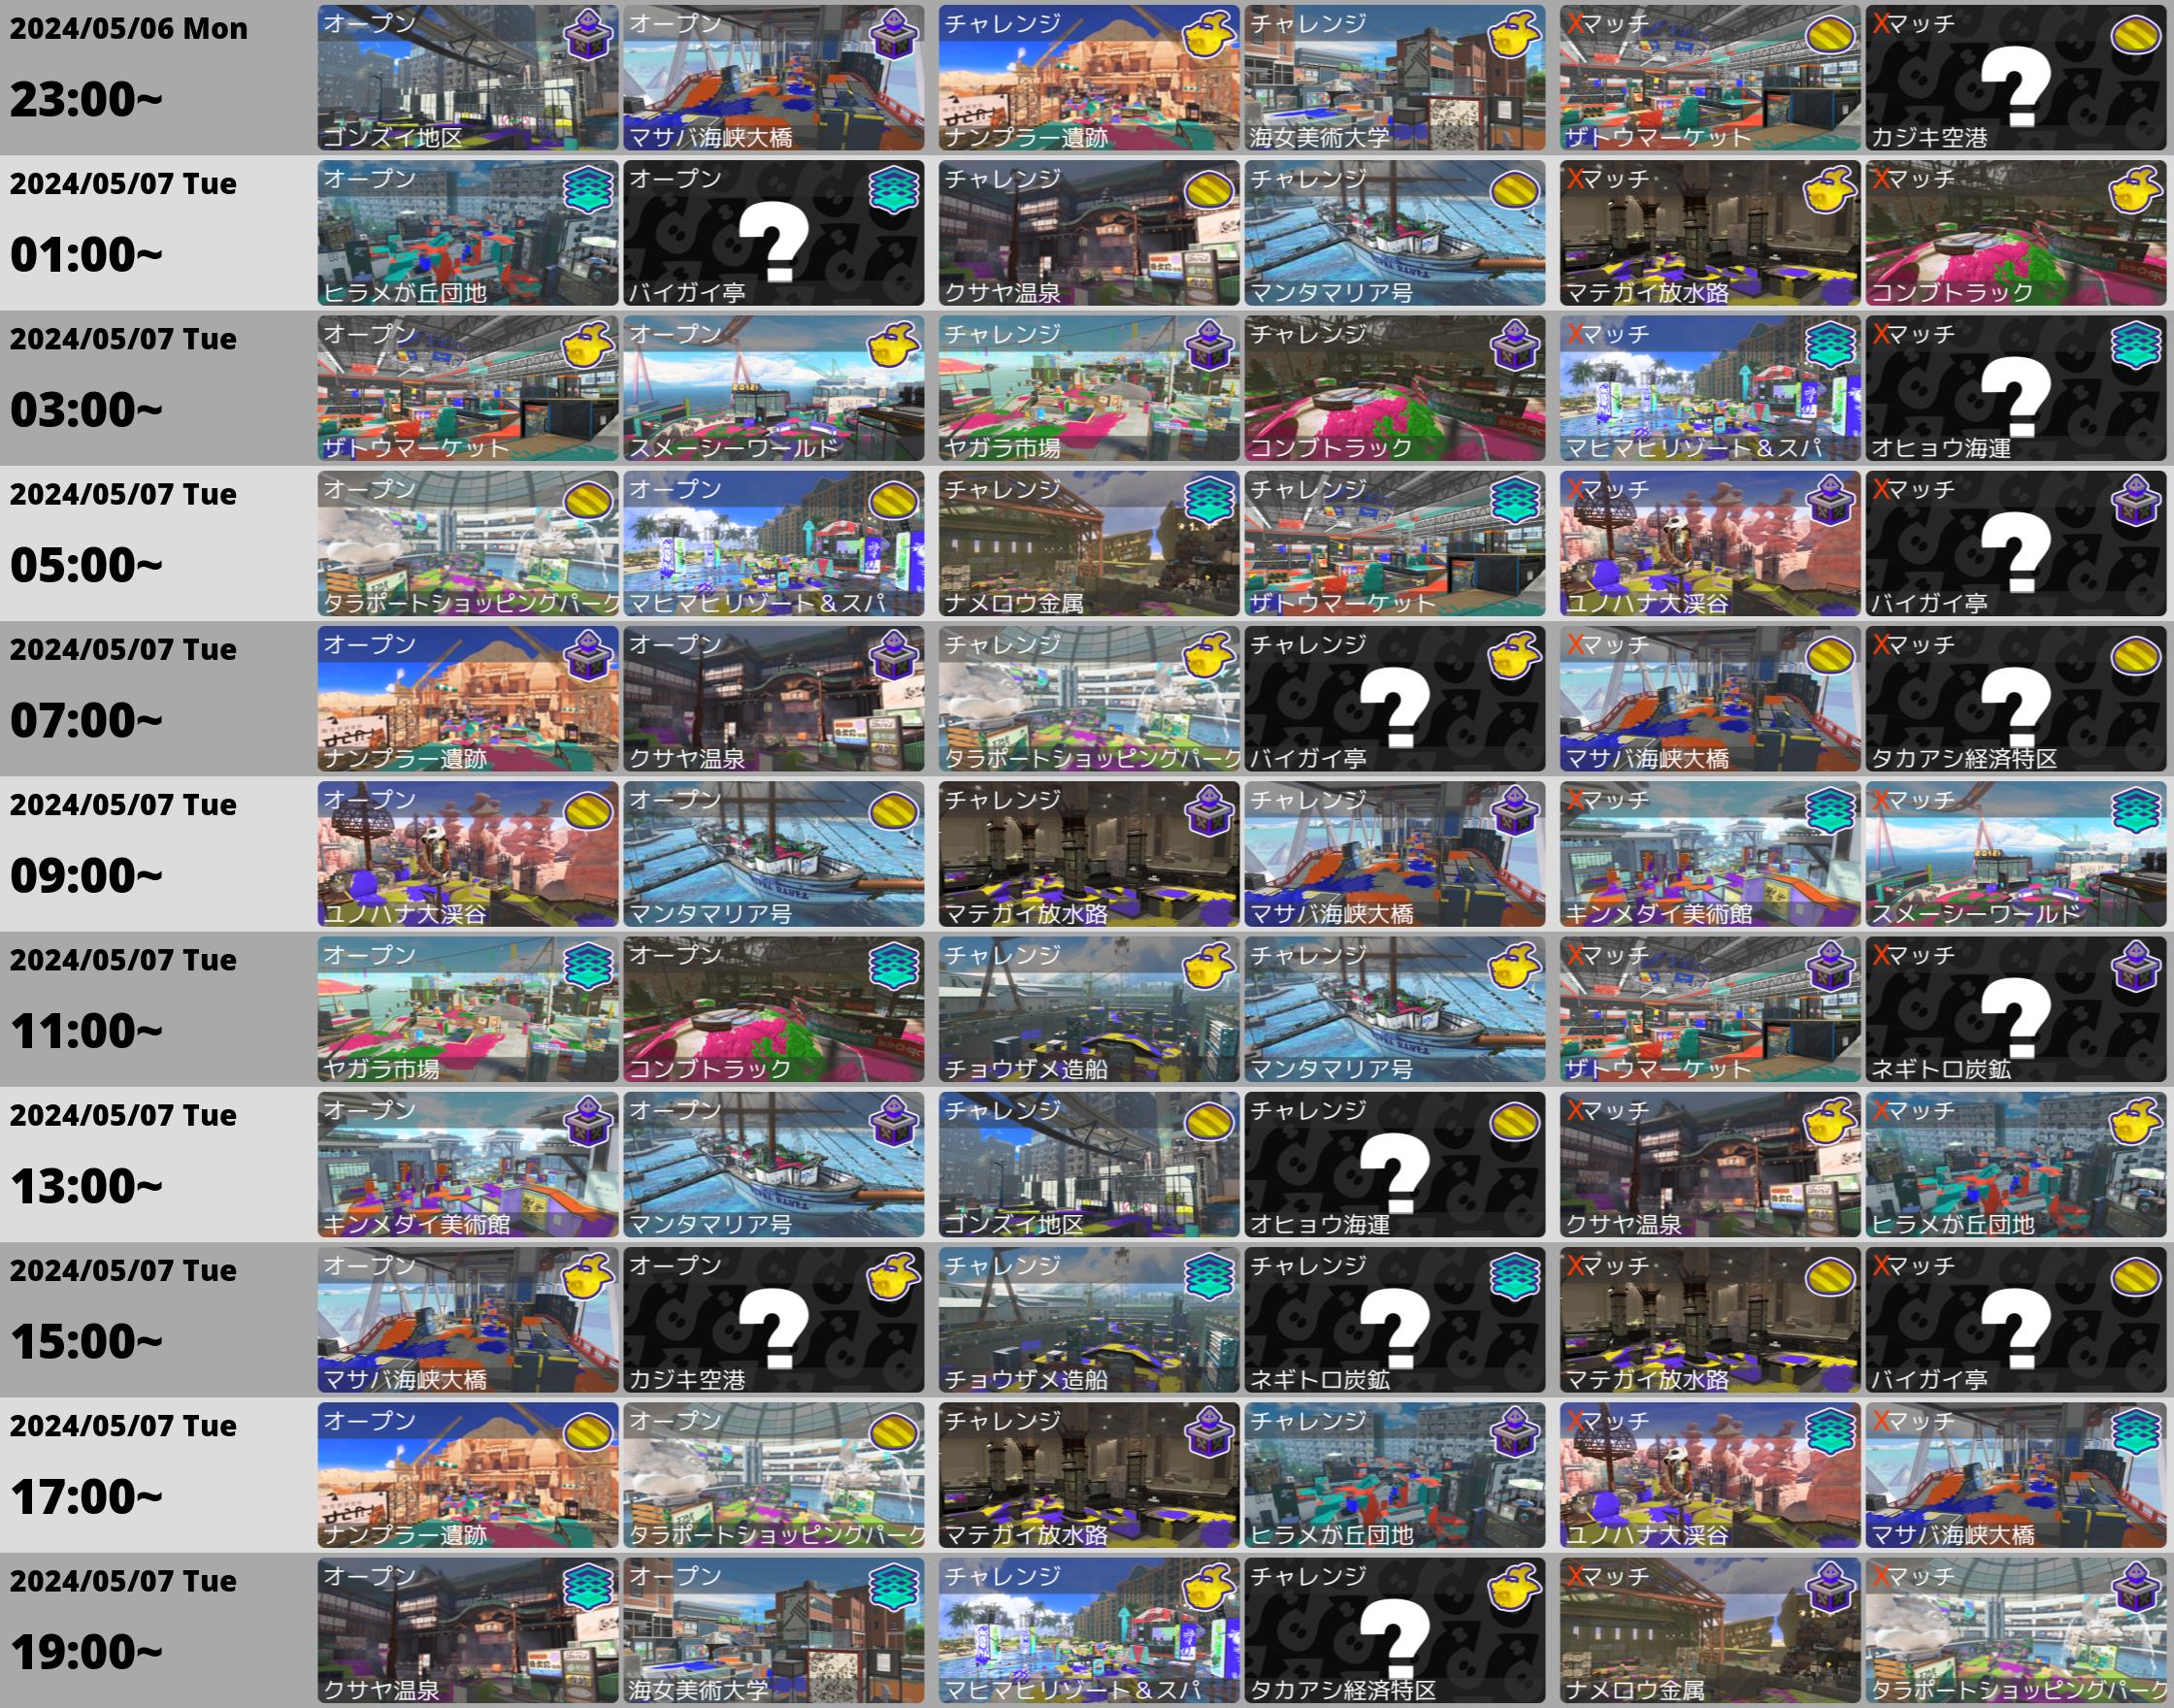 2024/05/06 Mon
23:00~
オープン オープン チャレンジ チャレンジ Xマッチ Xマッチ
ゴンズイ地区 マサバ海峡大橋 ナンプラー遺跡 海女美術大学 ザトウマーケット カジキ空港
2024/05/07 Tue
01:00~
オープン オープン チャレンジ チャレンジ Xマッチ Xマッチ
ヒラメが丘団地 バイガイ亭 クサヤ温泉 マンタマリア号 マテガイ放水路 コンブトラック
2024/05/07 Tue
03:00~
オープン オープン チャレンジ チャレンジ Xマッチ Xマッチ
ザトウマーケット スメーシーワールド ヤガラ市場 コンブトラック マヒマヒリゾート＆スパ オヒョウ海運
2024/05/07 Tue
05:00~
オープン オープン チャレンジ チャレンジ Xマッチ Xマッチ
タラポートショッピングパーク マヒマヒリゾート＆スパ ナメロウ金属 ザトウマーケット ユノハナ大渓谷 バイガイ亭
2024/05/07 Tue
07:00~
オープン オープン チャレンジ チャレンジ Xマッチ Xマッチ
ナンプラー遺跡 クサヤ温泉 タラポートショッピングパーク バイガイ亭 マサバ海峡大橋 タカアシ経済特区
2024/05/07 Tue
09:00~
オープン オープン チャレンジ チャレンジ Xマッチ Xマッチ
ユノハナ大渓谷 マンタマリア号 マテガイ放水路 マサバ海峡大橋 キンメダイ美術館 スメーシーワールド
2024/05/07 Tue
11:00~
オープン オープン チャレンジ チャレンジ Xマッチ Xマッチ
ヤガラ市場 コンブトラック チョウザメ造船 マンタマリア号 ザトウマーケット ネギトロ炭鉱
2024/05/07 Tue
13:00~
オープン オープン チャレンジ チャレンジ Xマッチ Xマッチ
キンメダイ美術館 マンタマリア号 ゴンズイ地区 オヒョウ海運 クサヤ温泉 ヒラメが丘団地
2024/05/07 Tue
15:00~
オープン オープン チャレンジ チャレンジ Xマッチ Xマッチ
マサバ海峡大橋 カジキ空港 チョウザメ造船 ネギトロ炭鉱 マテガイ放水路 バイガイ亭
2024/05/07 Tue
17:00~
オープン オープン チャレンジ チャレンジ Xマッチ Xマッチ
ナンプラー遺跡 タラポートショッピングパーク マテガイ放水路 ヒラメが丘団地 ユノハナ大渓谷 マサバ海峡大橋
2024/05/07 Tue
19:00~
オープン オープン チャレンジ チャレンジ Xマッチ Xマッチ
クサヤ温泉 海女美術大学 マヒマヒリゾート＆スパ タカアシ経済特区 ナメロウ金属 タラポートショッピングパーク